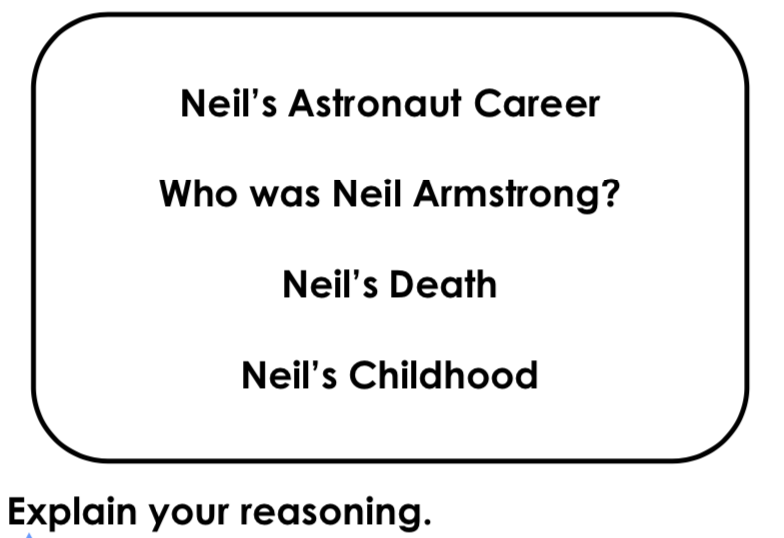 Neil’s Astronaut Career
Who was Neil Armstrong?
Neil’s Death
Neil’s Childhood
Explain your reasoning.